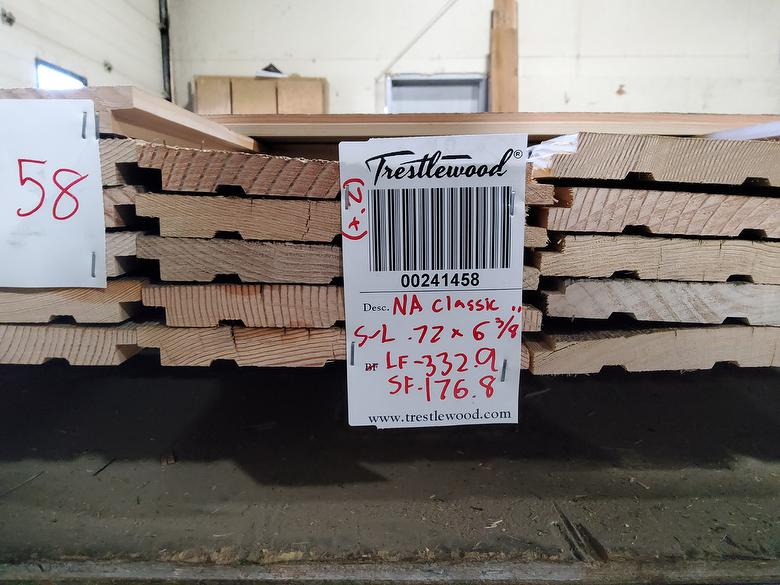 58
Trestlewood®
(2'x)
00241458
Desc. NA Classic
S-L .72 x 6 3/8"
BF LF-332.9
SF-176.8
www.trestlewood.com